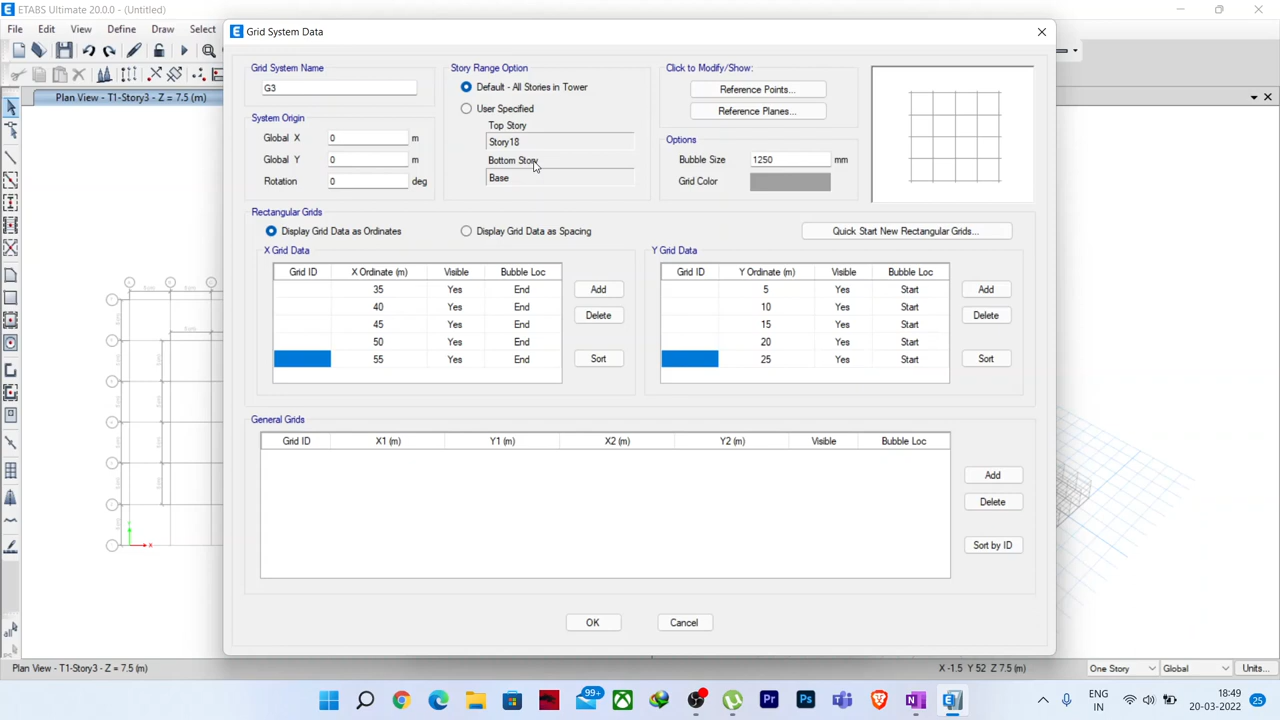 ETABS Ultimate 20.0.0 - (Untitled)
File Edit View Define Draw Select
Plan View - T1-Story3 - Z = 7.5 (m)
Grid System Data
Grid System Name
G3
System Origin
Global X 0 m
Global Y 0 m
Rotation 0 deg
Story Range Option
Default - All Stories in Tower
User Specified
Top Story
Story18
Bottom Story
Base
Click to Modify/Show:
Reference Points...
Reference Planes...
Options
Bubble Size 1250 mm
Grid Color
Rectangular Grids
Display Grid Data as Ordinates Display Grid Data as Spacing Quick Start New Rectangular Grids...
X Grid Data
Grid ID X Ordinate (m) Visible Bubble Loc
35 Yes End
40 Yes End
45 Yes End
50 Yes End
55 Yes End
Add
Delete
Sort
Y Grid Data
Grid ID Y Ordinate (m) Visible Bubble Loc
5 Yes Start
10 Yes Start
15 Yes Start
20 Yes Start
25 Yes Start
Add
Delete
Sort
General Grids
Grid ID X1 (m) Y1 (m) X2 (m) Y2 (m) Visible Bubble Loc
Add
Delete
Sort by ID
OK Cancel
X
Plan View - T1-Story3 - Z = 7.5 (m) X -1.5 Y 52 Z 7.5 (m) One Story Global Units...
99+
Pr
Ps
ENG
IN
18:49
20-03-2022
25